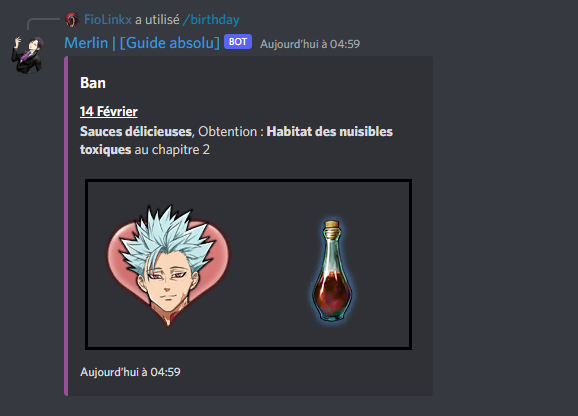 FioLinkx a utilisé /birthday
Merlin | [Guide absolu] BOT Aujourd'hui à 04:59
Ban
14 Février
Sauces délicieuses, Obtention : Habitat des nuisibles
toxiques au chapitre 2
Aujourd'hui à 04:59